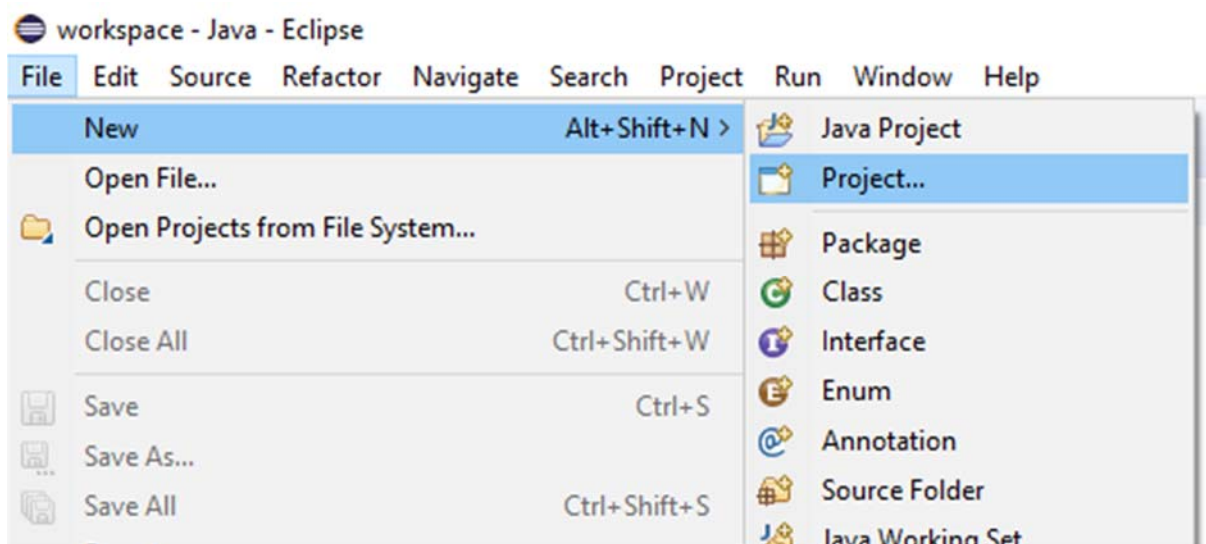 workspace - Java - Eclipse
File Edit Source Refactor Navigate Search Project Run Window Help
New Alt+Shift+N >
Open File...
Open Projects from File System...
Close Ctrl+W
Close All Ctrl+Shift+W
Save Ctrl+S
Save As...
Save All Ctrl+Shift+S
Java Project
Project...
Package
Class
Interface
Enum
Annotation
Source Folder
Java Working Set